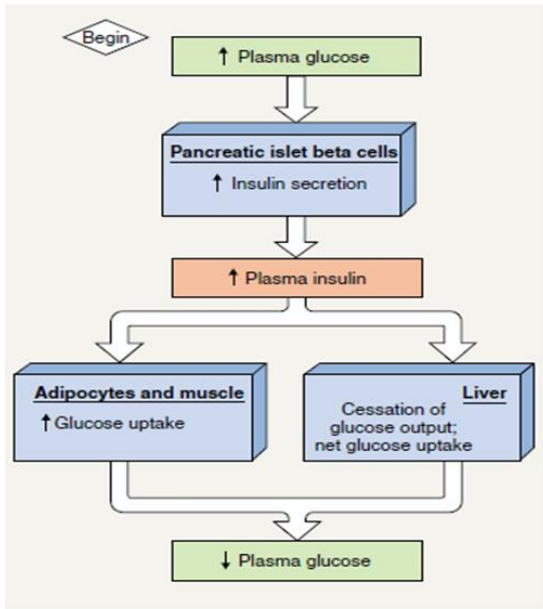 Begin
↑ Plasma glucose
Pancreatic islet beta cells
↑ Insulin secretion
↑ Plasma insulin
Adipocytes and muscle
↑ Glucose uptake
Liver
Cessation of
glucose output;
net glucose uptake
↓ Plasma glucose